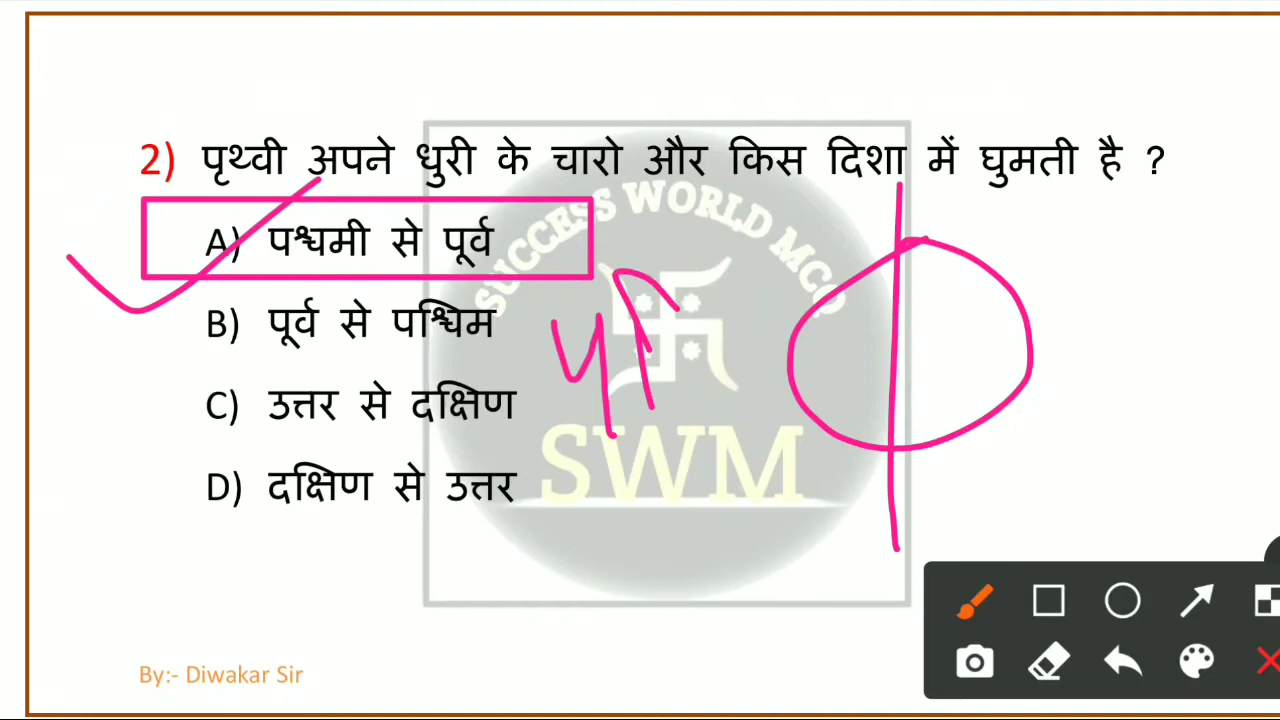 2) पृथ्वी अपने धुरी के चारो और किस दिशा में घुमती है ?
A) पश्चमी से पूर्व
B) पूर्व से पश्चिम
C) उत्तर से दक्षिण
D) दक्षिण से उत्तर
SUCCESS WORLD MCQ
SWM
By:- Diwakar Sir